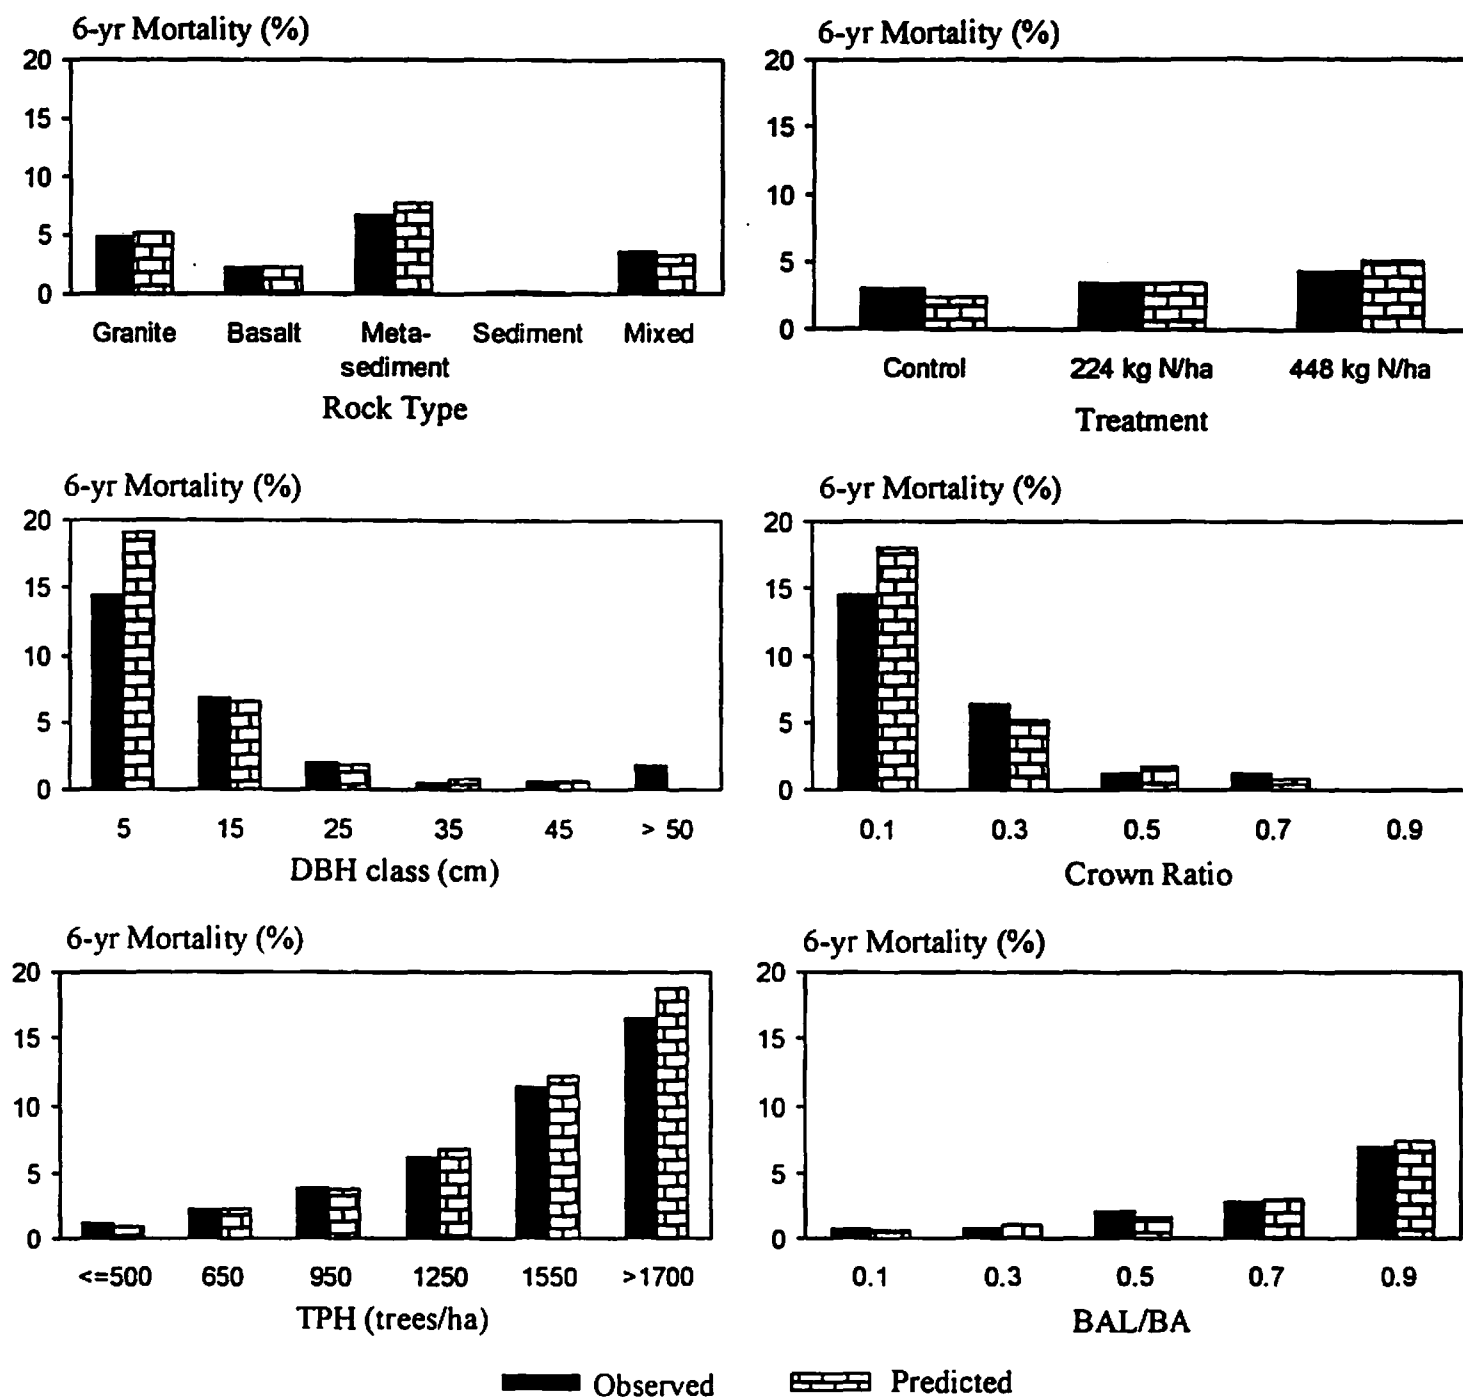 6-yr Mortality (%)
20
15
10
5
0
Granite Basalt Meta- Sediment Mixed
sediment
Rock Type
6-yr Mortality (%)
20
15
10
5
0
Control 224 kg N/ha 448 kg N/ha
Treatment
6-yr Mortality (%)
20
15
10
5
0
5 15 25 35 45 > 50
DBH class (cm)
6-yr Mortality (%)
20
15
10
5
0
0.1 0.3 0.5 0.7 0.9
Crown Ratio
6-yr Mortality (%)
20
15
10
5
0
<=500 650 950 1250 1550 >1700
TPH (trees/ha)
6-yr Mortality (%)
20
15
10
5
0
0.1 0.3 0.5 0.7 0.9
BAL/BA
Observed Predicted